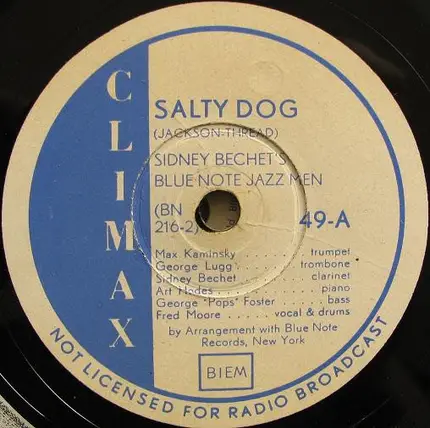 CLIMAX
SALTY DOG
(JACKSON-THREAD)
SIDNEY BECHET'S
BLUE NOTE JAZZ MEN
(BN
216-2)
49-A
Max Kaminsky . . . . . . . trumpet
George Lugg . . . . . . . trombone
Sidney Bechet . . . . . . . clarinet
Art Hodes . . . . . . . . . . piano
George "Pops" Foster . . . . . bass
Fred Moore . . . . . vocal & drums
by Arrangement with Blue Note
Records, New York
BIEM
NOT LICENSED FOR RADIO BROADCAST